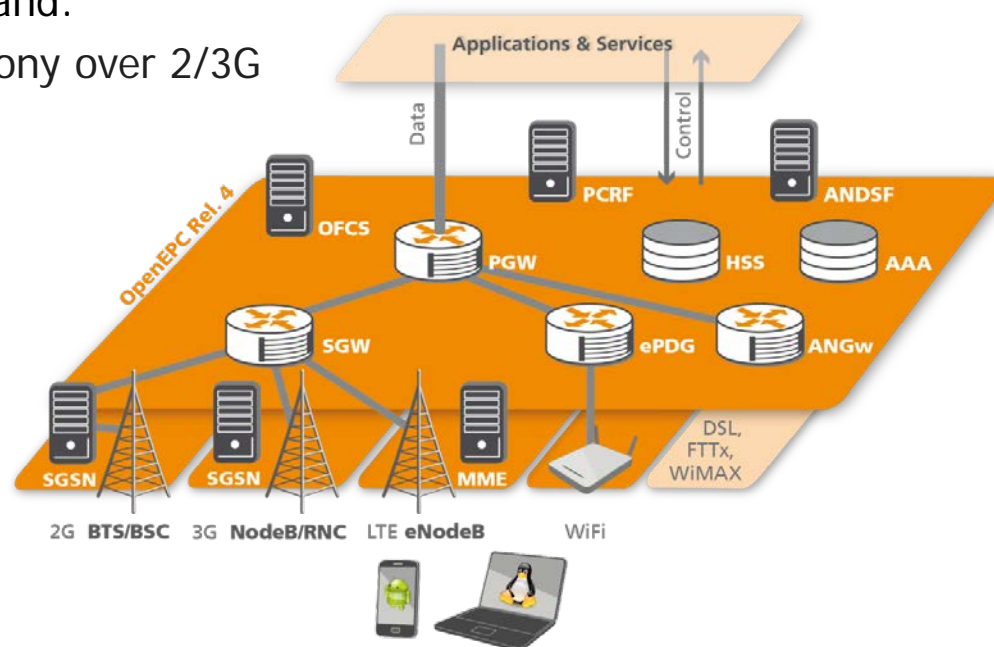 and:
ony over 2/3G
Applications & Services
Data
Control
OpenEPC Rel. 4
OFCS
PCRF
ANDSF
PGW
HSS
AAA
SGW
ePDG
ANGw
SGSN
SGSN
MME
DSL,
FTTx,
WiMAX
2G BTS/BSC
3G NodeB/RNC
LTE eNodeB
WiFi